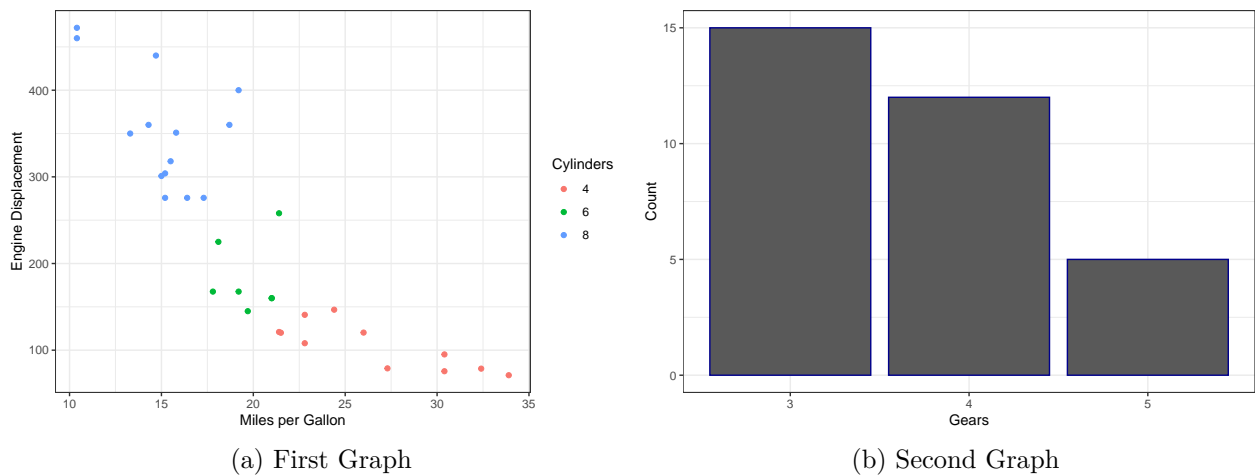 400
300
200
100
Engine Displacement
10 15 20 25 30 35
Miles per Gallon
Cylinders
4
6
8
(a) First Graph
15
10
5
0
Count
3 4 5
Gears
(b) Second Graph